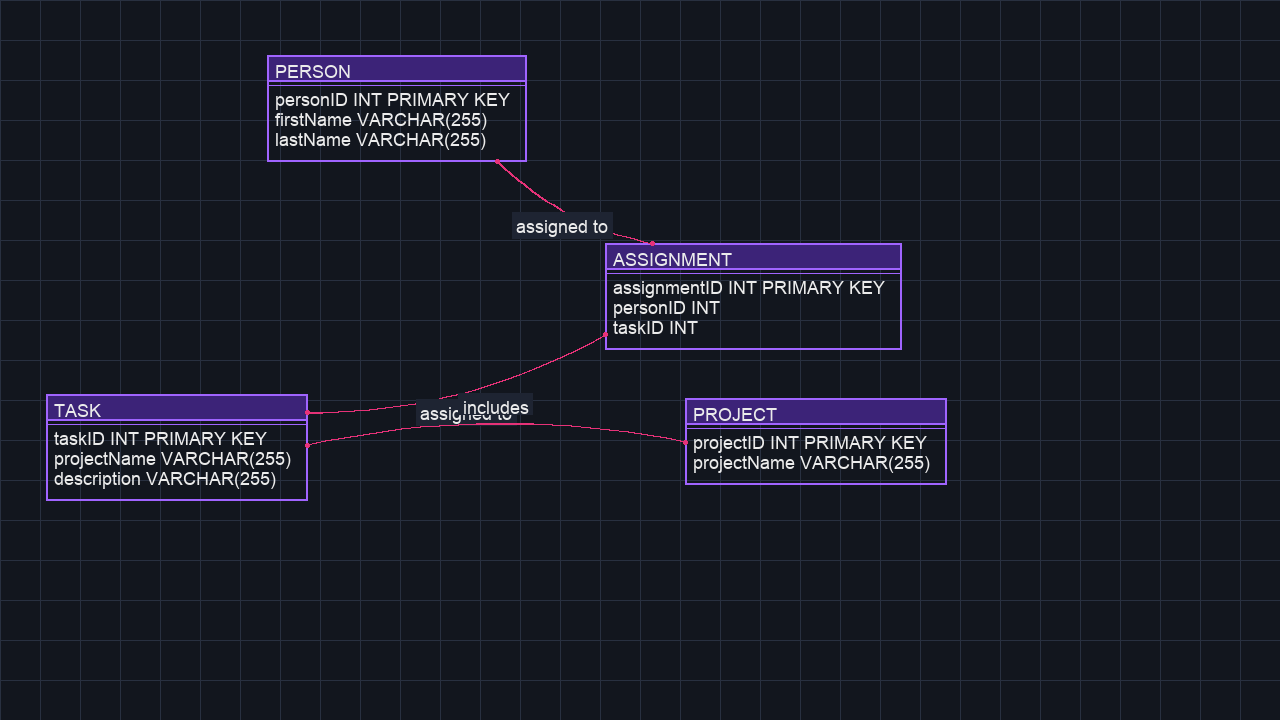 PERSON
personID INT PRIMARY KEY
firstName VARCHAR(255)
lastName VARCHAR(255)
assigned to
ASSIGNMENT
assignmentID INT PRIMARY KEY
personID INT
taskID INT
TASK
taskID INT PRIMARY KEY
projectName VARCHAR(255)
description VARCHAR(255)
assigned to
includes
PROJECT
projectID INT PRIMARY KEY
projectName VARCHAR(255)